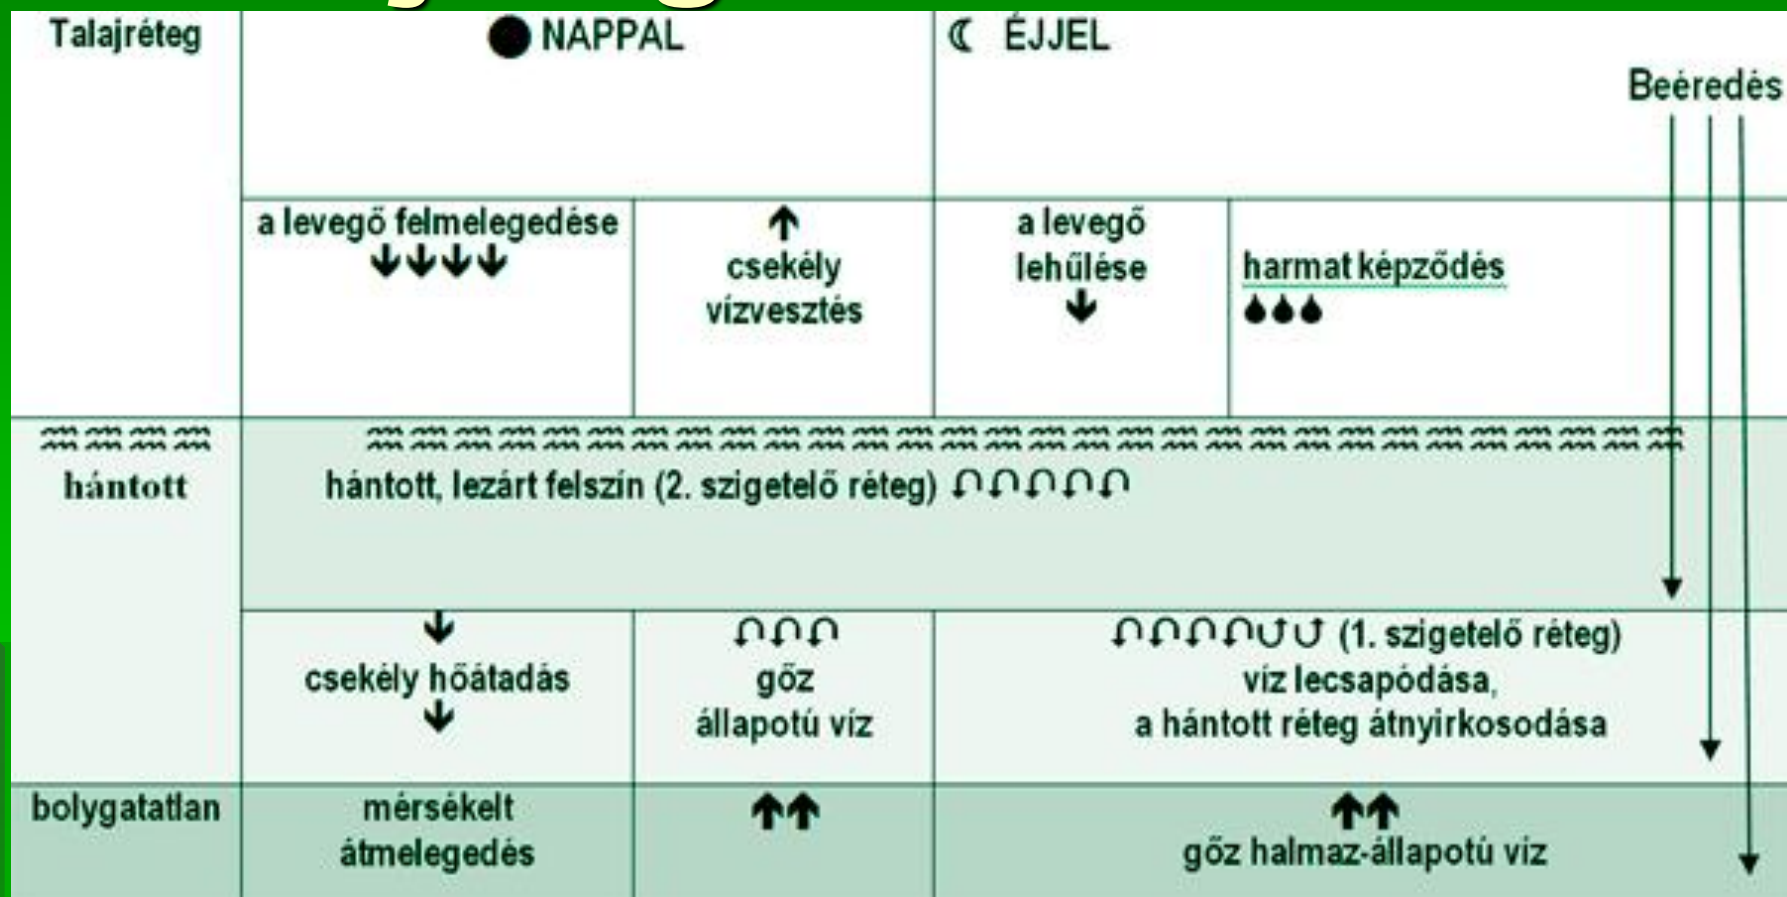 Talajréteg
NAPPAL
ÉJJEL
Beéredés
a levegő felmelegedése
csekély
vízvesztés
a levegő
lehűlése
harmat képződés
hántott
hántott, lezárt felszín (2. szigetelő réteg)
csekély hőátadás
gőz
állapotú víz
(1. szigetelő réteg)
víz lecsapódása,
a hántott réteg átnyirkosodása
bolygatatlan
mérsékelt
átmelegedés
gőz halmaz-állapotú víz